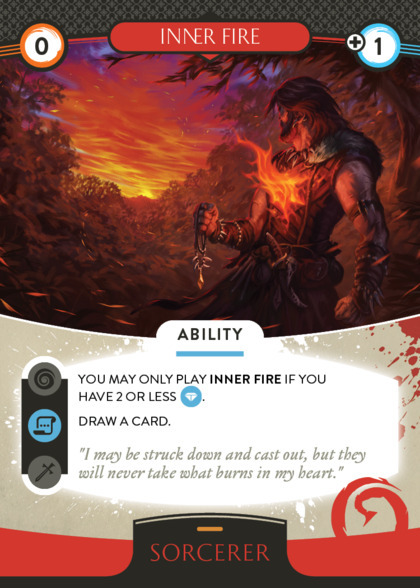 0
INNER FIRE
+1
ABILITY
YOU MAY ONLY PLAY INNER FIRE IF YOU
HAVE 2 OR LESS .
DRAW A CARD.
"I may be struck down and cast out, but they
will never take what burns in my heart."
SORCERER